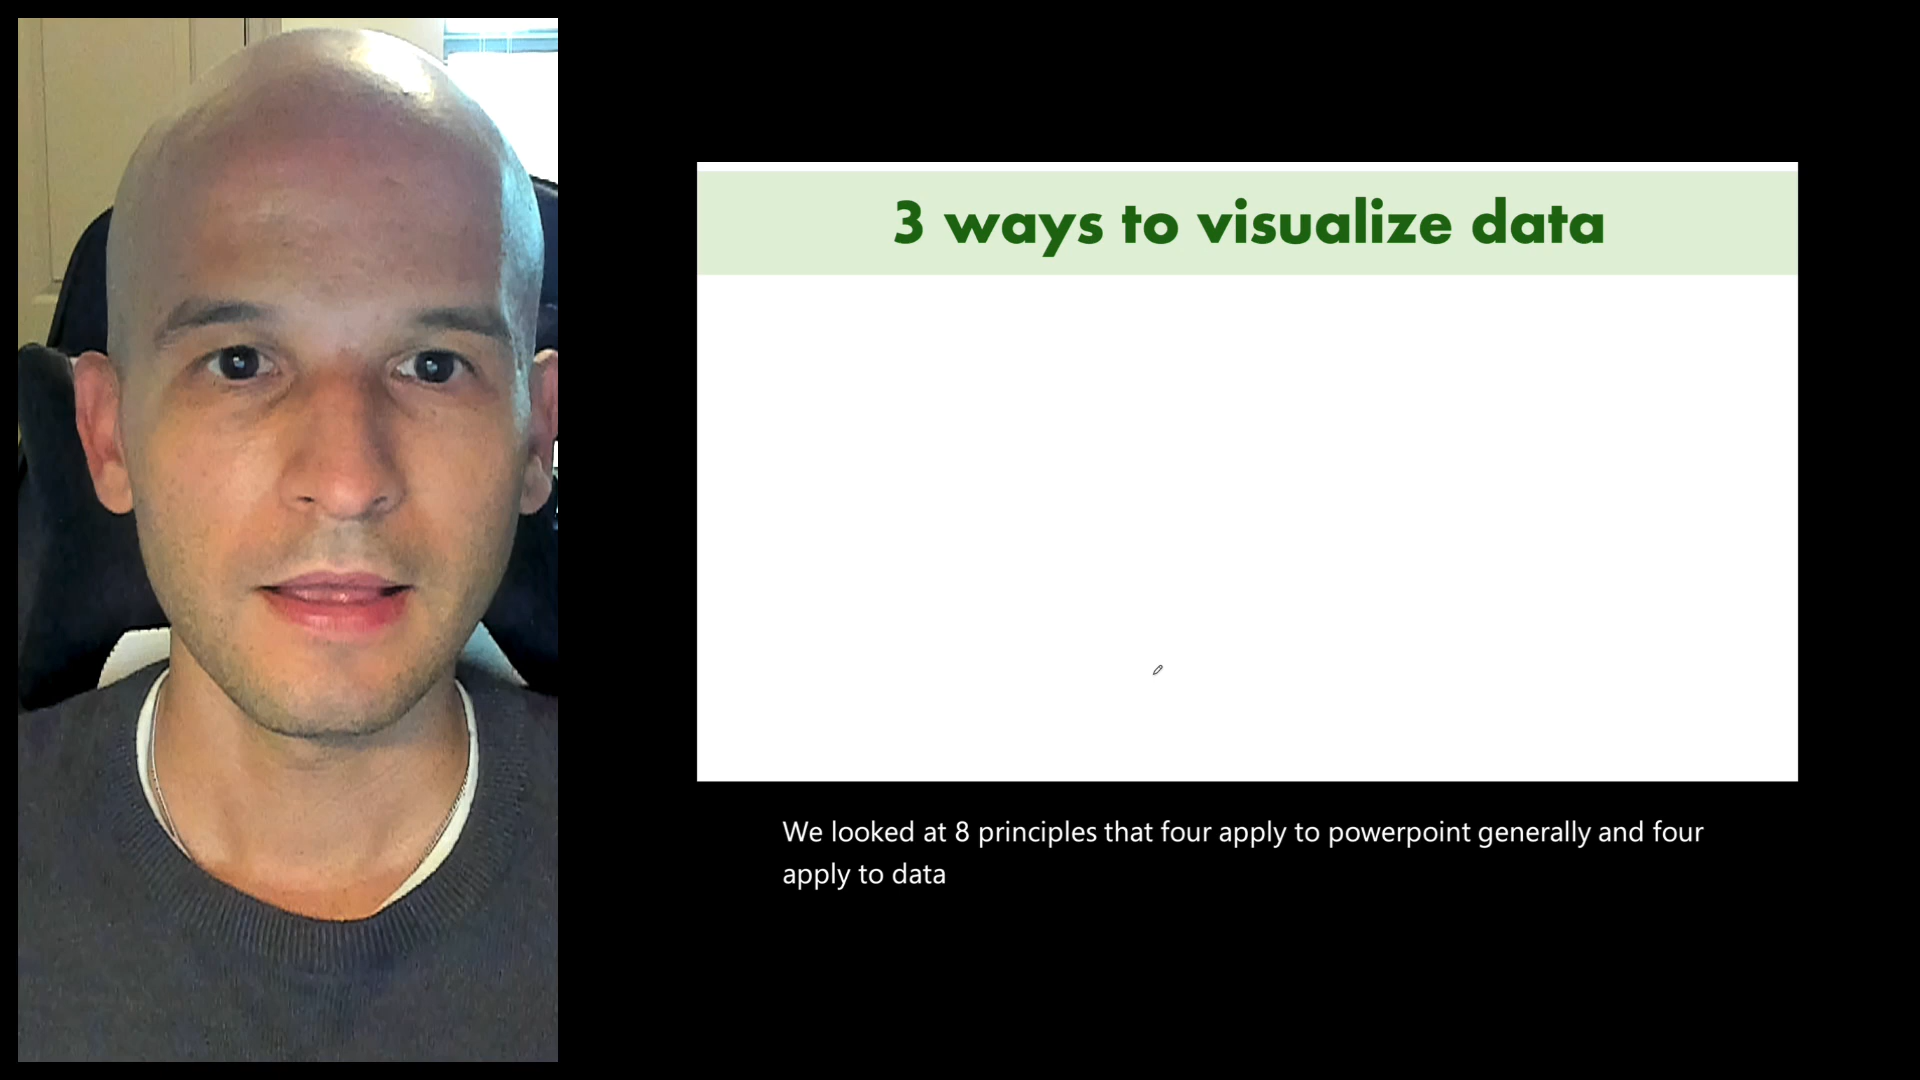 3 ways to visualize data
We looked at 8 principles that four apply to powerpoint generally and four
apply to data